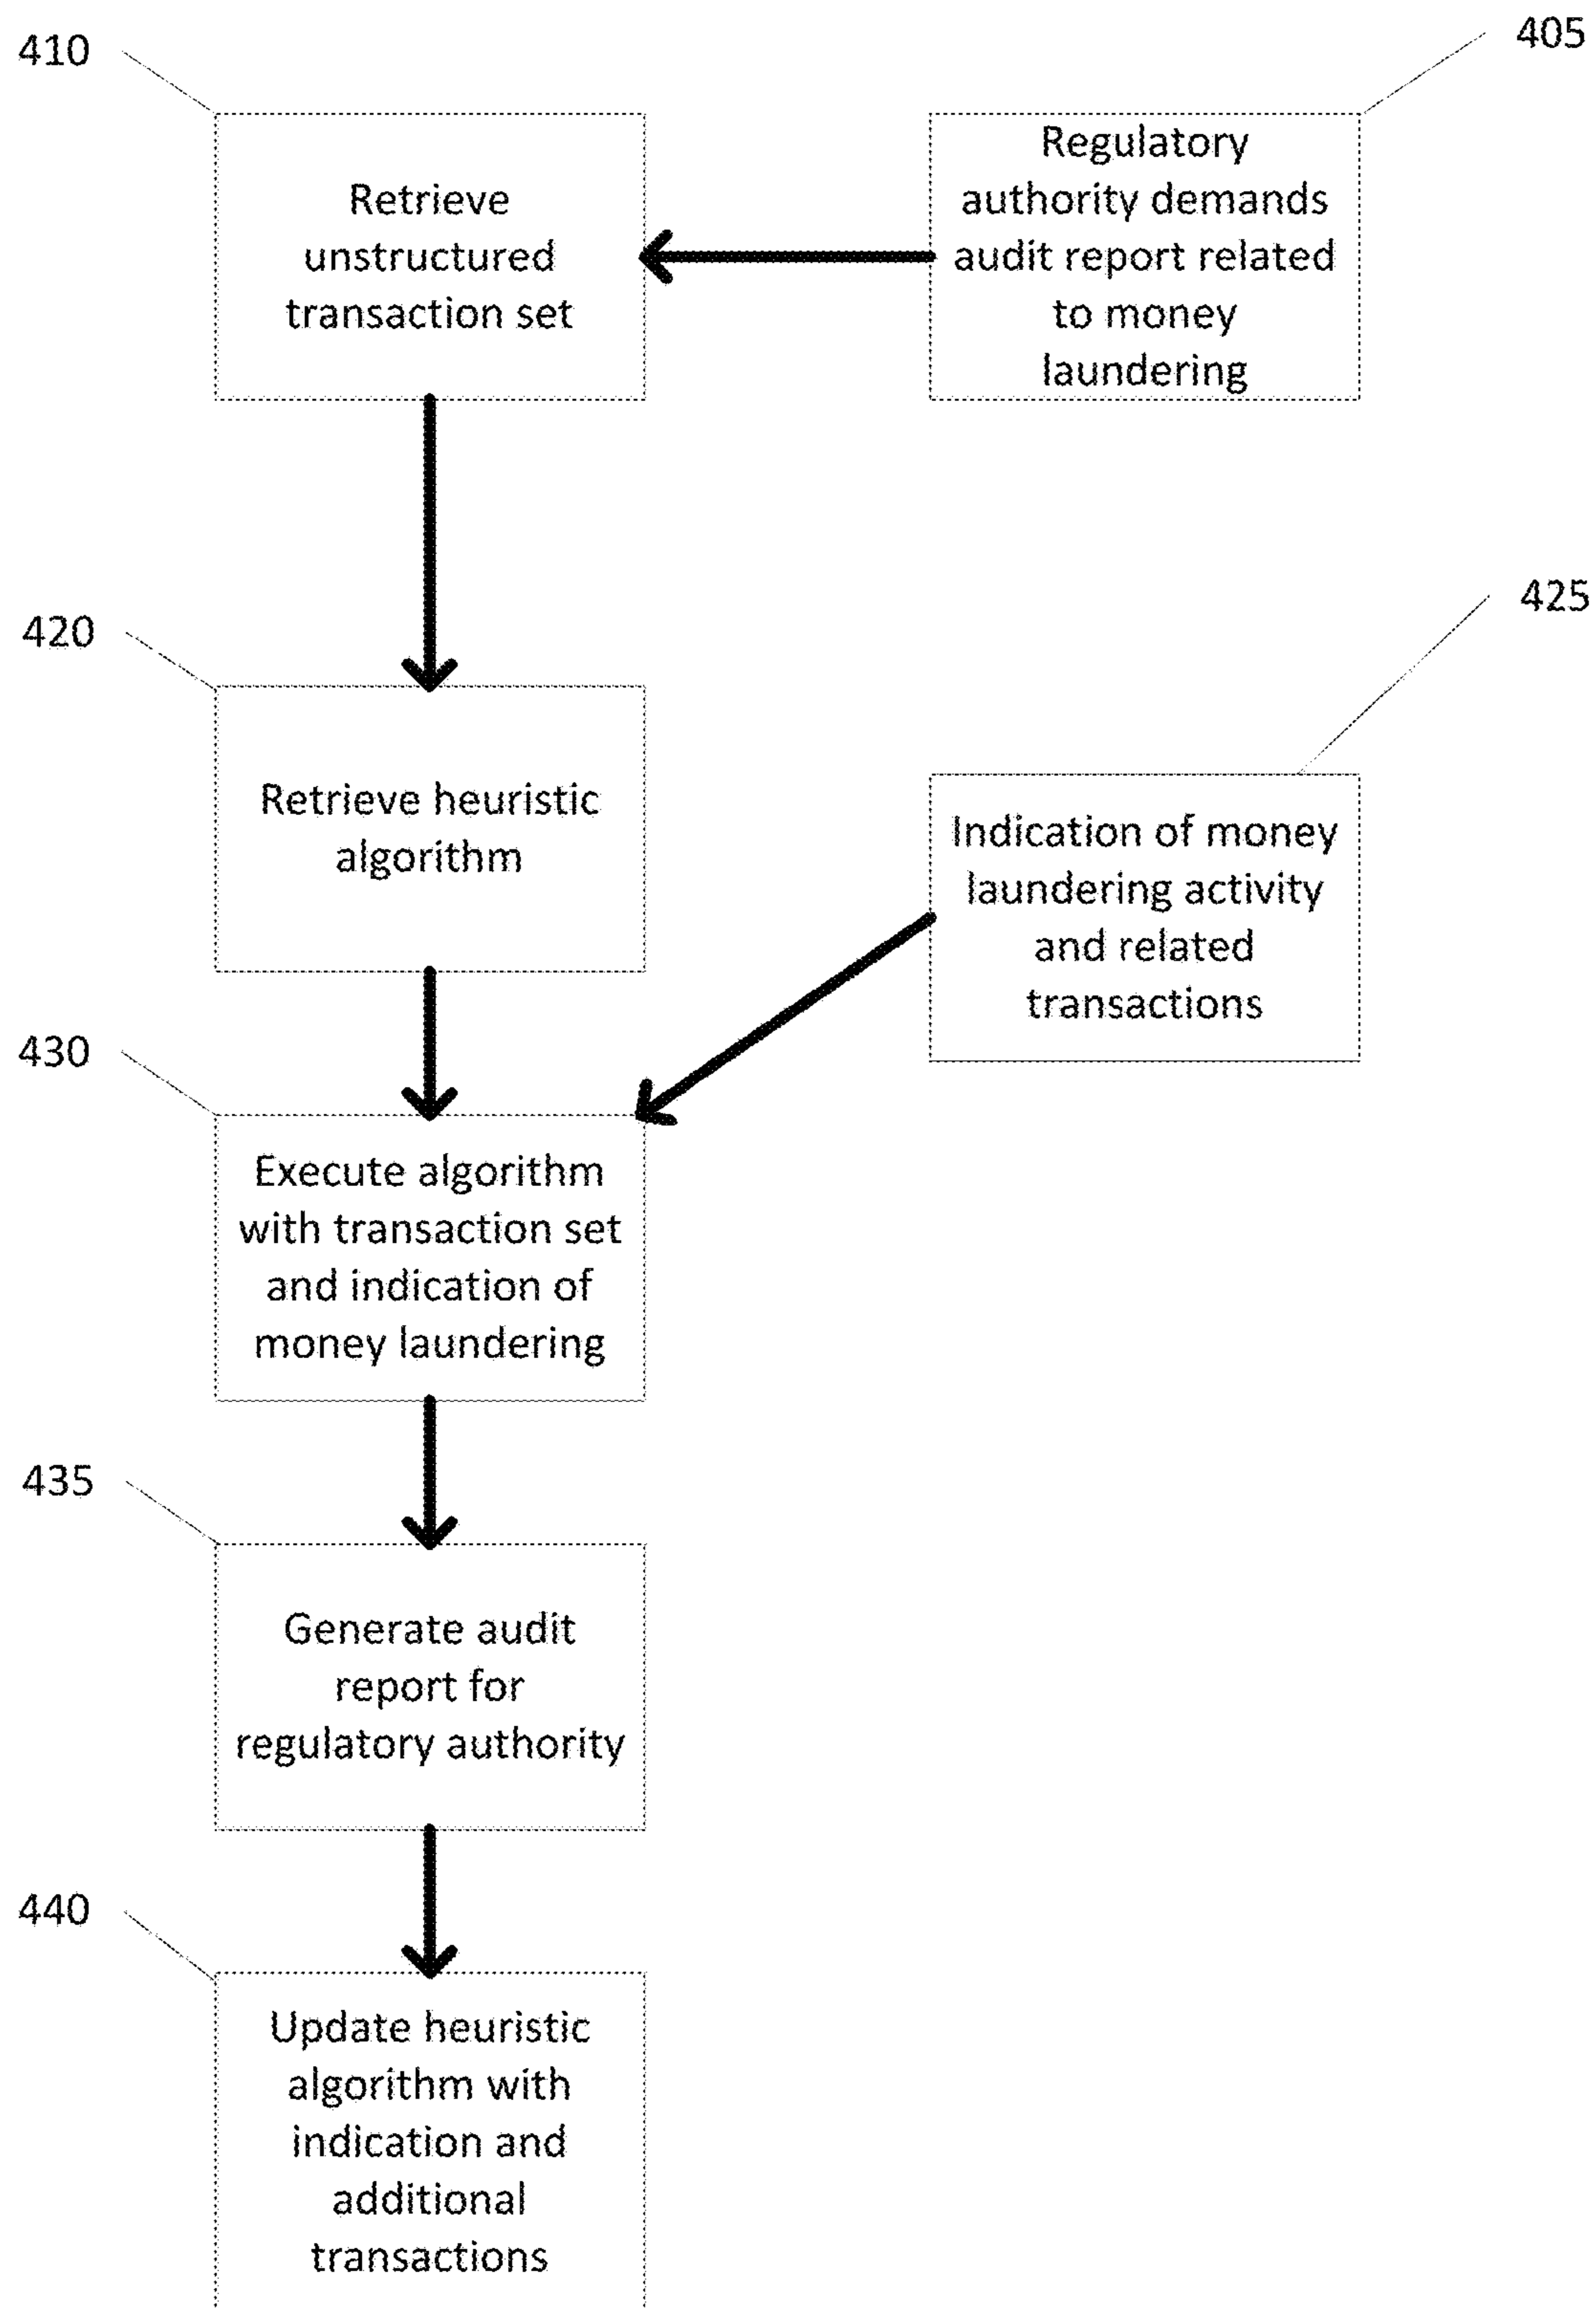 410
405
Retrieve
unstructured
transaction set
Regulatory
authority demands
audit report related
to money
laundering
420
425
Retrieve heuristic
algorithm
Indication of money
laundering activity
and related
transactions
430
Execute algorithm
with transaction set
and indication of
money laundering
435
Generate audit
report for
regulatory authority
440
Update heuristic
algorithm with
indication and
additional
transactions